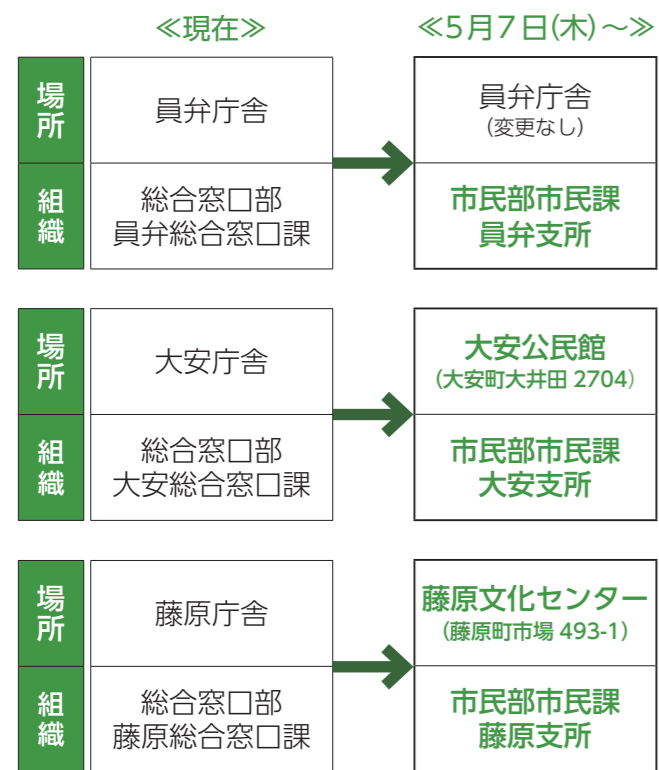 ≪現在≫
≪5月7日(木)～≫
場所
員弁庁舎
員弁庁舎
(変更なし)
組織
総合窓口部
員弁総合窓口課
市民部市民課
員弁支所
場所
大安庁舎
大安公民館
(大安町大井田 2704)
組織
総合窓口部
大安総合窓口課
市民部市民課
大安支所
場所
藤原庁舎
藤原文化センター
(藤原町市場 493-1)
組織
総合窓口部
藤原総合窓口課
市民部市民課
藤原支所